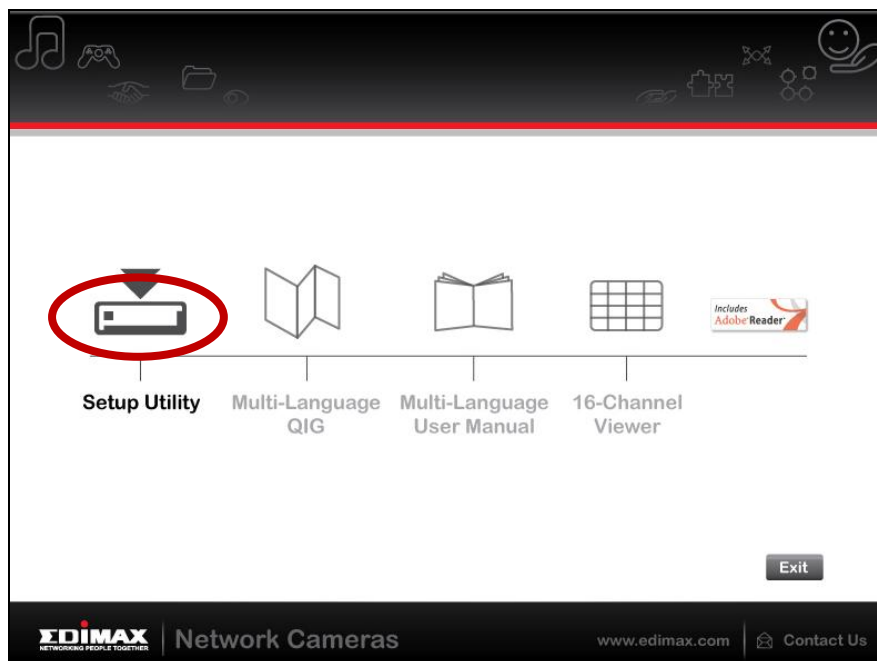 Includes
Adobe Reader
Setup Utility
Multi-Language
QIG
Multi-Language
User Manual
16-Channel
Viewer
Exit
EDIMAX
NETWORKING PEOPLE TOGETHER
Network Cameras
www.edimax.com
Contact Us